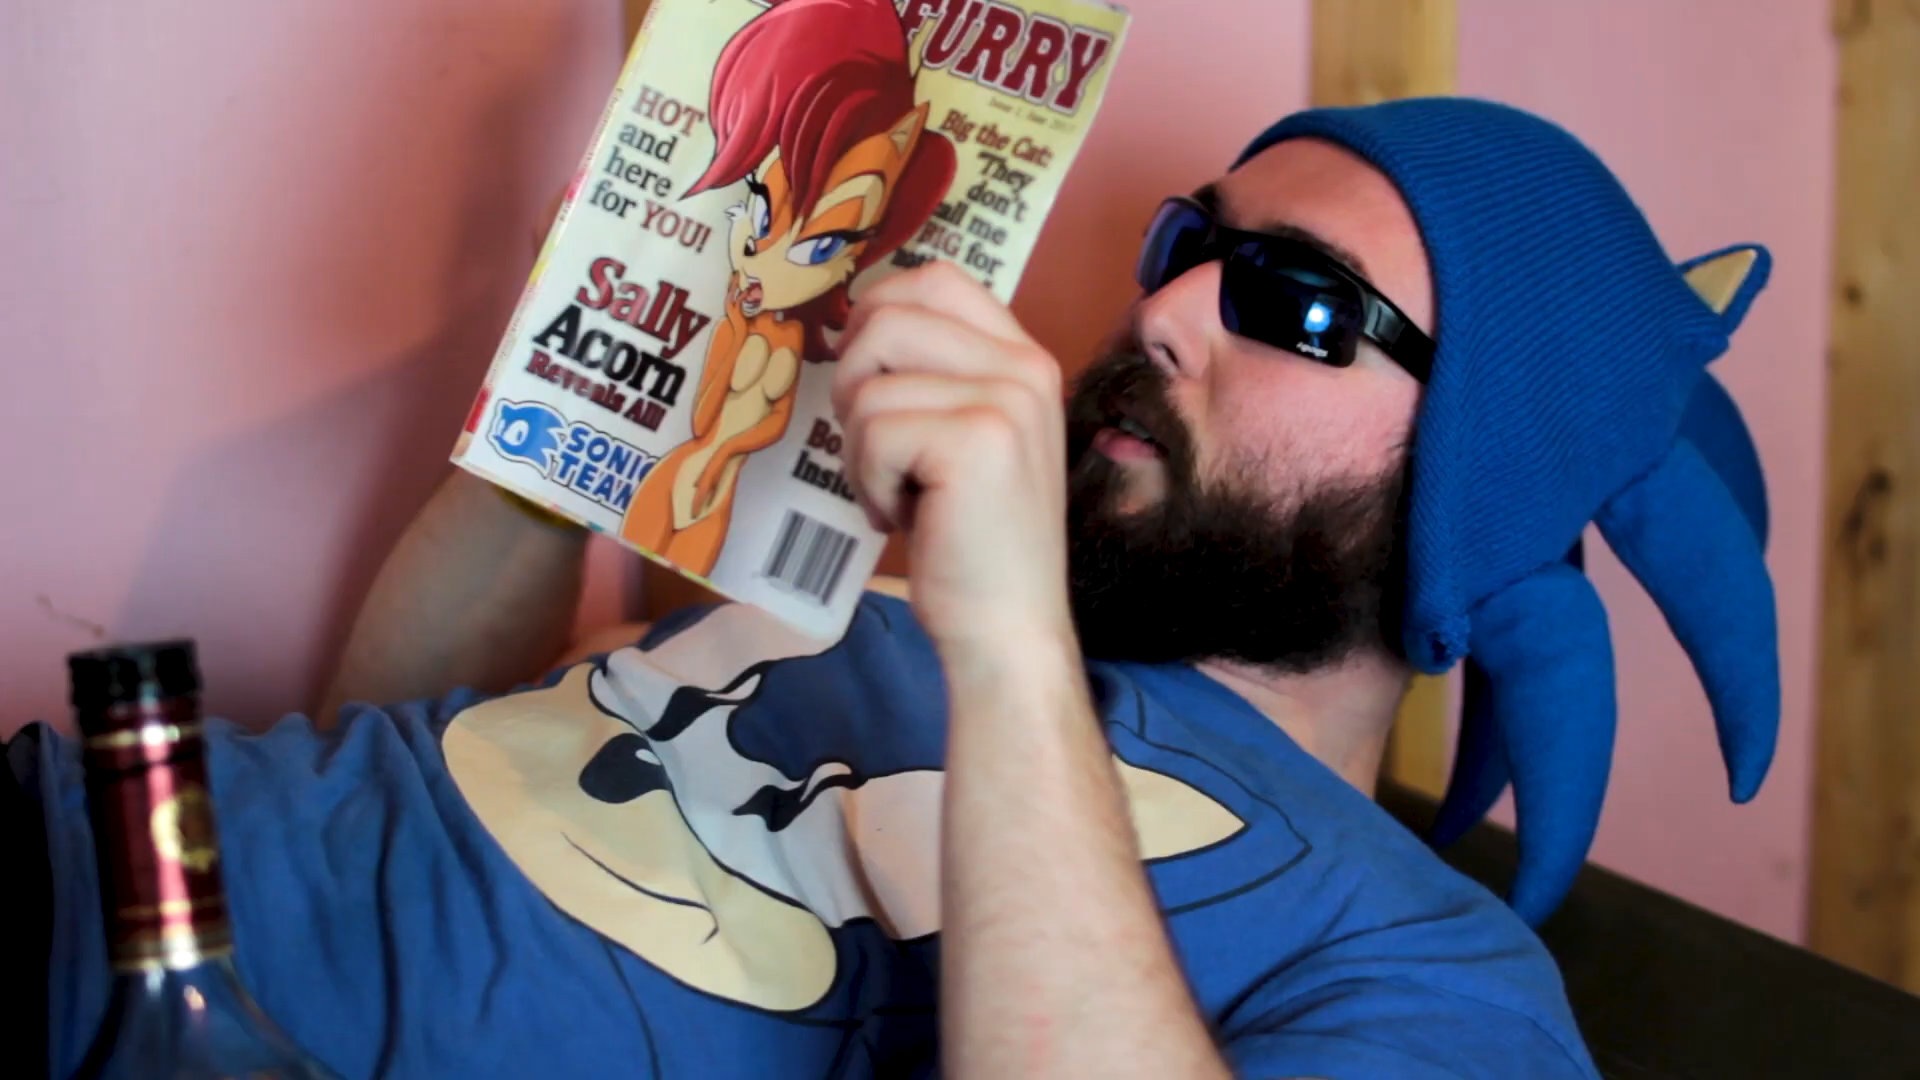 FURRY
HOT
and
here
for YOU!
Big the Cat:
"They
don't
call me
BIG for
Sally
Acorn
Reveals All!
SONIC
TEAM